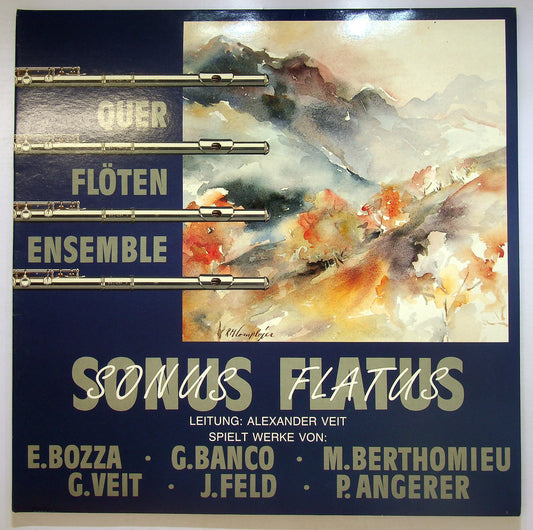 QUER
FLÖTEN
ENSEMBLE
SONUS FLATUS
SONUS FLATUS
LEITUNG: ALEXANDER VEIT
SPIELT WERKE VON:
E.BOZZA · G.BANCO · M.BERTHOMIEU
G.VEIT · J.FELD · P.ANGERER